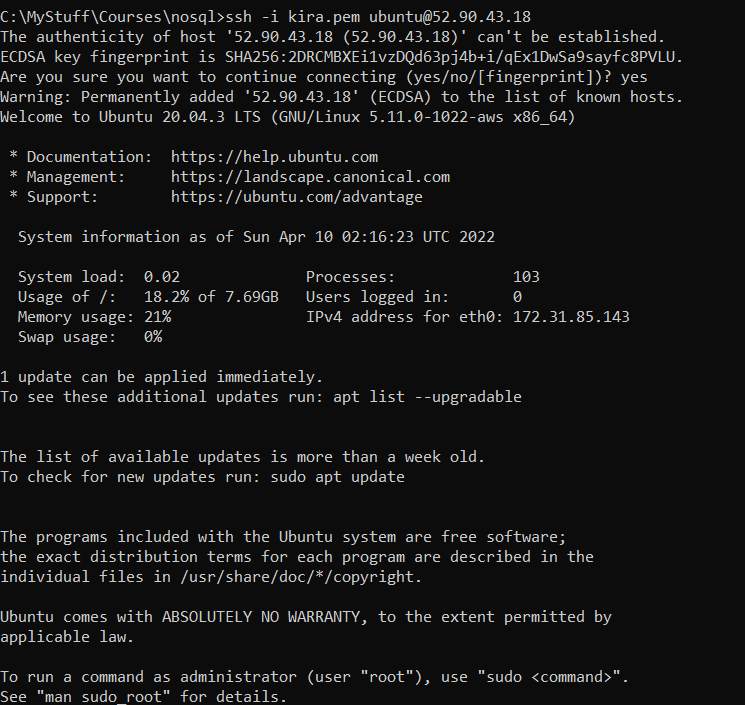 C:\MyStuff\Courses\nosql>ssh -i kira.pem ubuntu@52.90.43.18
The authenticity of host '52.90.43.18 (52.90.43.18)' can't be established.
ECDSA key fingerprint is SHA256:2DRCMBXEi1vzDQd63pj4b+i/qEx1DwSa9sayfc8PVLU.
Are you sure you want to continue connecting (yes/no/[fingerprint])? yes
Warning: Permanently added '52.90.43.18' (ECDSA) to the list of known hosts.
Welcome to Ubuntu 20.04.3 LTS (GNU/Linux 5.11.0-1022-aws x86_64)
* Documentation:  https://help.ubuntu.com
* Management:     https://landscape.canonical.com
* Support:        https://ubuntu.com/advantage
System information as of Sun Apr 10 02:16:23 UTC 2022
System load:  0.02                Processes:             103
Usage of /:   18.2% of 7.69GB   Users logged in:       0
Memory usage: 21%               IPv4 address for eth0: 172.31.85.143
Swap usage:   0%
1 update can be applied immediately.
To see these additional updates run: apt list --upgradable
The list of available updates is more than a week old.
To check for new updates run: sudo apt update
The programs included with the Ubuntu system are free software;
the exact distribution terms for each program are described in the
individual files in /usr/share/doc/*/copyright.
Ubuntu comes with ABSOLUTELY NO WARRANTY, to the extent permitted by
applicable law.
To run a command as administrator (user "root"), use "sudo <command>".
See "man sudo_root" for details.